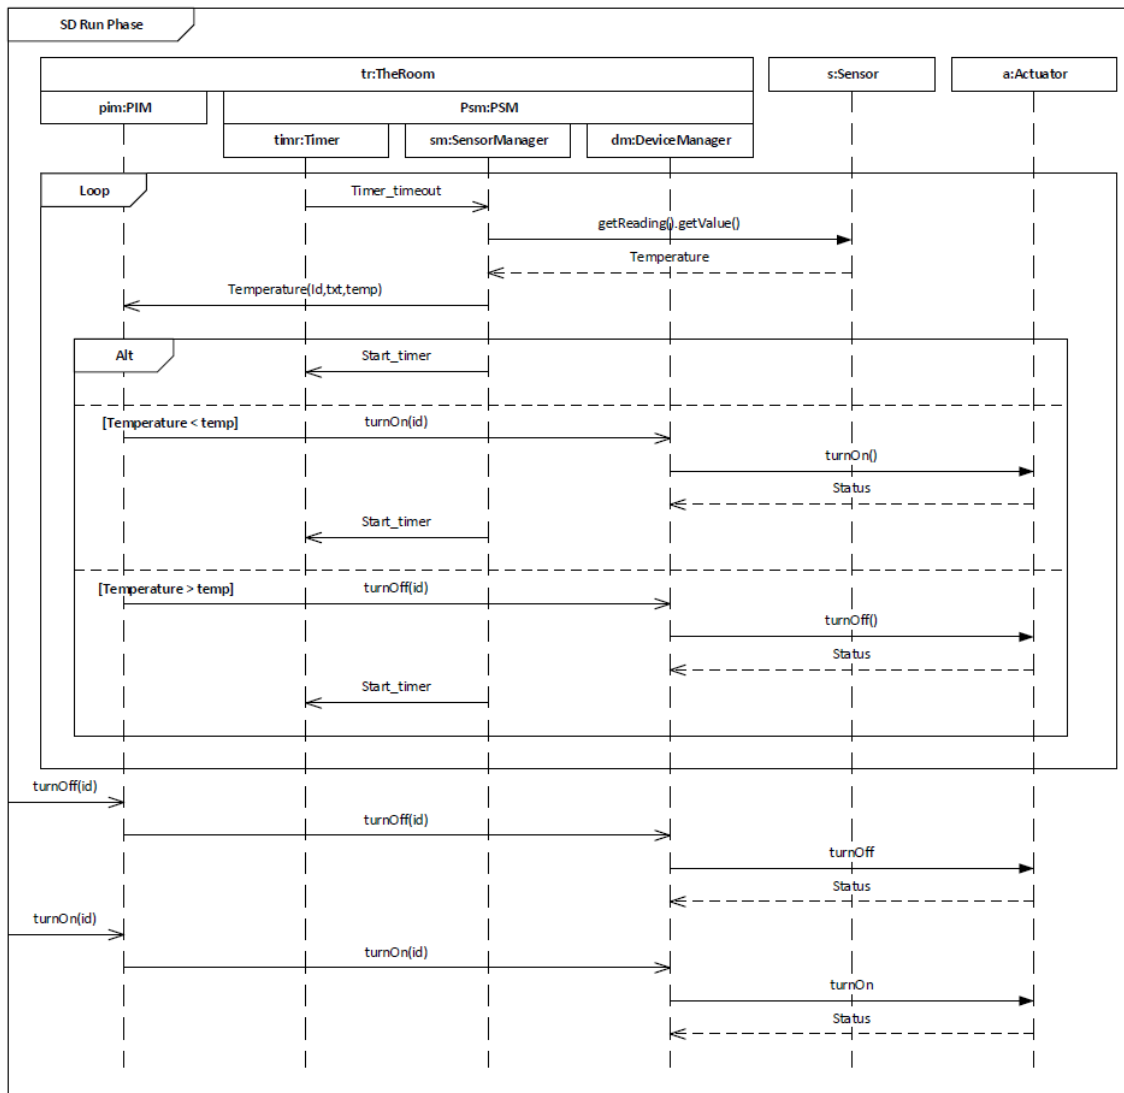 SD Run Phase
tr:TheRoom
s:Sensor
a:Actuator
pim:PIM
Psm:PSM
timr:Timer
sm:SensorManager
dm:DeviceManager
Loop
Timer_timeout
getReading().getValue()
Temperature
Temperature(Id,txt,temp)
Alt
Start_timer
[Temperature < temp]
turnOn(id)
turnOn()
Status
Start_timer
[Temperature > temp]
turnOff(id)
turnOff()
Status
Start_timer
turnOff(id)
turnOff(id)
turnOff
Status
turnOn(id)
turnOn(id)
turnOn
Status